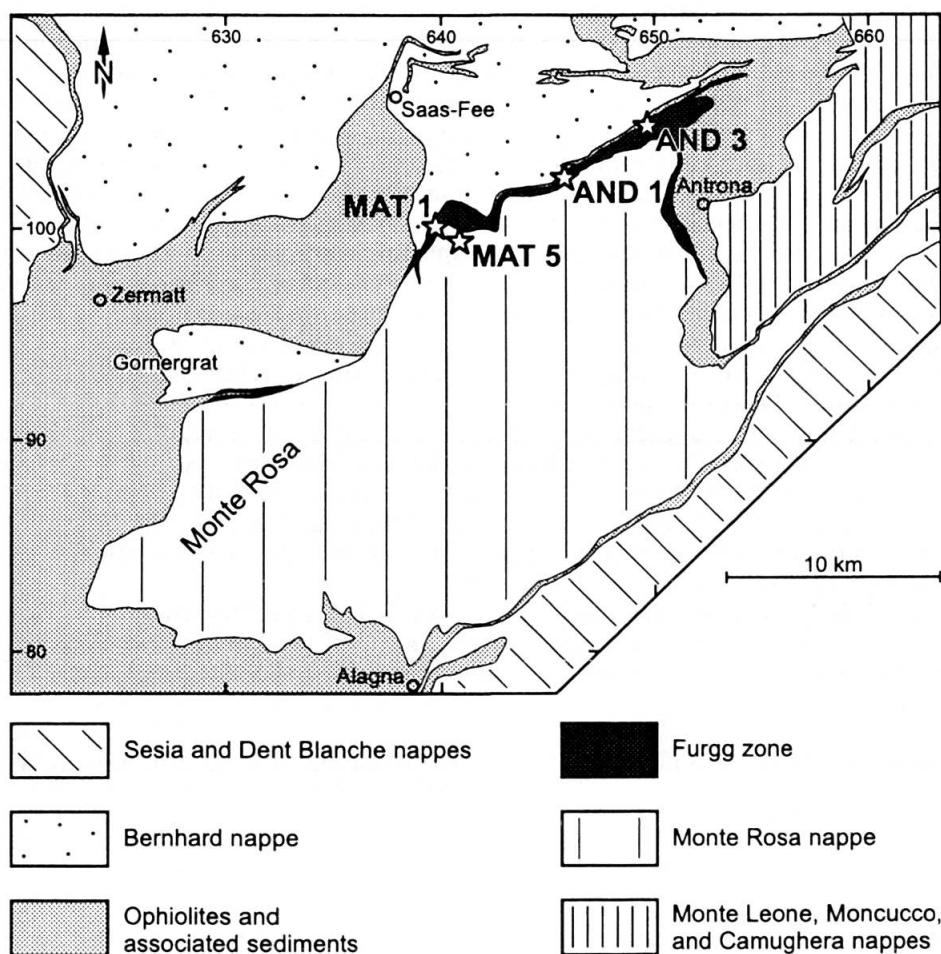 630
640
650
660
N
Saas-Fee
AND 3
AND 1
Antrona
MAT 1
100
MAT 5
Zermatt
Gornergrat
90
Monte Rosa
10 km
80
Alagna
Sesia and Dent Blanche nappes
Furgg zone
Bernhard nappe
Monte Rosa nappe
Ophiolites and
associated sediments
Monte Leone, Moncucco,
and Camughera nappes